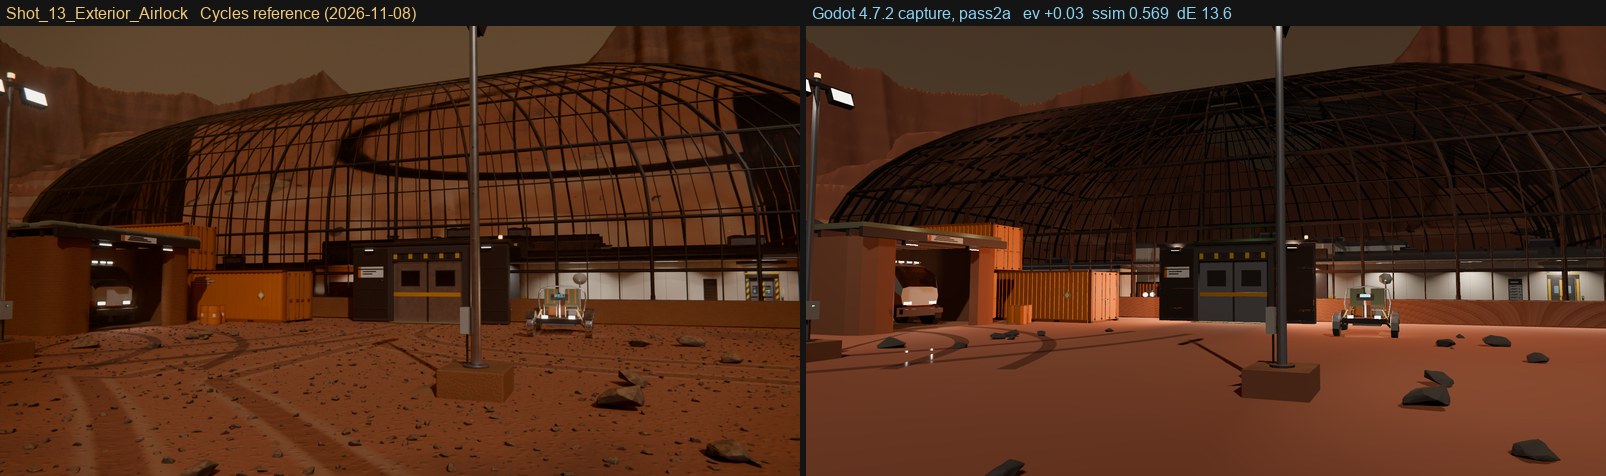 Shot_13_Exterior_Airlock Cycles reference (2026-11-08)
Godot 4.7.2 capture, pass2a ev +0.03 ssim 0.569 dE 13.6